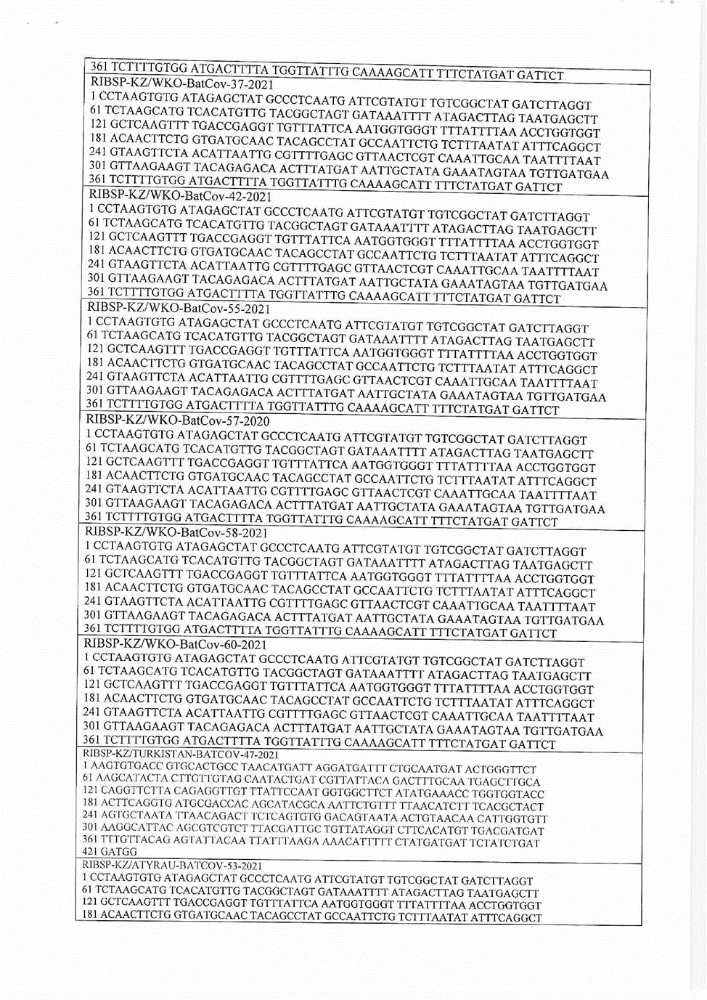 361 TCTTTTGTGG ATGACTTTTA TGGTTATTTG CAAAAGCATT TTTCTATGAT GATTCT
RIBSP-KZ/WKO-BatCov-37-2021
1 CCTAAGTGTG ATAGAGCTAT GCCCTCAATG ATTCGTATGT TGTCGGCTAT GATCTTAGGT
61 TCTAAGCATG TCACATGTTG TACGGCTAGT GATAAATTTT ATAGACTTAG TAATGAGCTT
121 GCTCAAGTTT TGACCGAGGT TGTTTATTCA AATGGTGGGT TTTATTTTAA ACCTGGTGGT
181 ACAACTTCTG GTGATGCAAC TACAGCCTAT GCCAATTCTG TCTTTAATAT ATTTCAGGCT
241 GTAAGTTCTA ACATTAATTG CGTTTTGAGC GTTAACTCGT CAAATTGCAA TAATTTTAAT
301 GTTAAGAAGT TACAGAGACA ACTTTATGAT AATTGCTATA GAAATAGTAA TGTTGATGAA
361 TCTTTTGTGG ATGACTTTTA TGGTTATTTG CAAAAGCATT TTTCTATGAT GATTCT
RIBSP-KZ/WKO-BatCov-42-2021
1 CCTAAGTGTG ATAGAGCTAT GCCCTCAATG ATTCGTATGT TGTCGGCTAT GATCTTAGGT
61 TCTAAGCATG TCACATGTTG TACGGCTAGT GATAAATTTT ATAGACTTAG TAATGAGCTT
121 GCTCAAGTTT TGACCGAGGT TGTTTATTCA AATGGTGGGT TTTATTTTAA ACCTGGTGGT
181 ACAACTTCTG GTGATGCAAC TACAGCCTAT GCCAATTCTG TCTTTAATAT ATTTCAGGCT
241 GTAAGTTCTA ACATTAATTG CGTTTTGAGC GTTAACTCGT CAAATTGCAA TAATTTTAAT
301 GTTAAGAAGT TACAGAGACA ACTTTATGAT AATTGCTATA GAAATAGTAA TGTTGATGAA
361 TCTTTTGTGG ATGACTTTTA TGGTTATTTG CAAAAGCATT TTTCTATGAT GATTCT
RIBSP-KZ/WKO-BatCov-55-2021
1 CCTAAGTGTG ATAGAGCTAT GCCCTCAATG ATTCGTATGT TGTCGGCTAT GATCTTAGGT
61 TCTAAGCATG TCACATGTTG TACGGCTAGT GATAAATTTT ATAGACTTAG TAATGAGCTT
121 GCTCAAGTTT TGACCGAGGT TGTTTATTCA AATGGTGGGT TTTATTTTAA ACCTGGTGGT
181 ACAACTTCTG GTGATGCAAC TACAGCCTAT GCCAATTCTG TCTTTAATAT ATTTCAGGCT
241 GTAAGTTCTA ACATTAATTG CGTTTTGAGC GTTAACTCGT CAAATTGCAA TAATTTTAAT
301 GTTAAGAAGT TACAGAGACA ACTTTATGAT AATTGCTATA GAAATAGTAA TGTTGATGAA
361 TCTTTTGTGG ATGACTTTTA TGGTTATTTG CAAAAGCATT TTTCTATGAT GATTCT
RIBSP-KZ/WKO-BatCov-57-2020
1 CCTAAGTGTG ATAGAGCTAT GCCCTCAATG ATTCGTATGT TGTCGGCTAT GATCTTAGGT
61 TCTAAGCATG TCACATGTTG TACGGCTAGT GATAAATTTT ATAGACTTAG TAATGAGCTT
121 GCTCAAGTTT TGACCGAGGT TGTTTATTCA AATGGTGGGT TTTATTTTAA ACCTGGTGGT
181 ACAACTTCTG GTGATGCAAC TACAGCCTAT GCCAATTCTG TCTTTAATAT ATTTCAGGCT
241 GTAAGTTCTA ACATTAATTG CGTTTTGAGC GTTAACTCGT CAAATTGCAA TAATTTTAAT
301 GTTAAGAAGT TACAGAGACA ACTTTATGAT AATTGCTATA GAAATAGTAA TGTTGATGAA
361 TCTTTTGTGG ATGACTTTTA TGGTTATTTG CAAAAGCATT TTTCTATGAT GATTCT
RIBSP-KZ/WKO-BatCov-58-2021
1 CCTAAGTGTG ATAGAGCTAT GCCCTCAATG ATTCGTATGT TGTCGGCTAT GATCTTAGGT
61 TCTAAGCATG TCACATGTTG TACGGCTAGT GATAAATTTT ATAGACTTAG TAATGAGCTT
121 GCTCAAGTTT TGACCGAGGT TGTTTATTCA AATGGTGGGT TTTATTTTAA ACCTGGTGGT
181 ACAACTTCTG GTGATGCAAC TACAGCCTAT GCCAATTCTG TCTTTAATAT ATTTCAGGCT
241 GTAAGTTCTA ACATTAATTG CGTTTTGAGC GTTAACTCGT CAAATTGCAA TAATTTTAAT
301 GTTAAGAAGT TACAGAGACA ACTTTATGAT AATTGCTATA GAAATAGTAA TGTTGATGAA
361 TCTTTTGTGG ATGACTTTTA TGGTTATTTG CAAAAGCATT TTTCTATGAT GATTCT
RIBSP-KZ/WKO-BatCov-60-2021
1 CCTAAGTGTG ATAGAGCTAT GCCCTCAATG ATTCGTATGT TGTCGGCTAT GATCTTAGGT
61 TCTAAGCATG TCACATGTTG TACGGCTAGT GATAAATTTT ATAGACTTAG TAATGAGCTT
121 GCTCAAGTTT TGACCGAGGT TGTTTATTCA AATGGTGGGT TTTATTTTAA ACCTGGTGGT
181 ACAACTTCTG GTGATGCAAC TACAGCCTAT GCCAATTCTG TCTTTAATAT ATTTCAGGCT
241 GTAAGTTCTA ACATTAATTG CGTTTTGAGC GTTAACTCGT CAAATTGCAA TAATTTTAAT
301 GTTAAGAAGT TACAGAGACA ACTTTATGAT AATTGCTATA GAAATAGTAA TGTTGATGAA
361 TCTTTTGTGG ATGACTTTTA TGGTTATTTG CAAAAGCATT TTTCTATGAT GATTCT
RIBSP-KZ/TURKISTAN-BATCOV-47-2021
1 AAGTGTGACC GTGCACTGCC TAACATGATT AGGATGATTT CTGCAATGAT ACTGGGTTCT
61 AAGCATACTA CTTGTTGTAG CAATACTGAT CGTTATTACA GACTTTGCAA TGAGCTTGCA
121 CAGGTTCTTA CAGAGGTTGT TTATTCCAAT GGTGGCTTCT ATATGAAACC TGGTGGTACC
181 ACTTCAGGTG ATGCGACCAC AGCATACGCA AATTCTGTTT TTAACATCTT TCACGCTACT
241 AGTGCTAATA TTAACAGACT TCTCAGTGTG GACAGTAATA ACTGTAACAA CATTGGTGTT
301 AAGGCATTAC AGCGTCGTCT TTACGATTGC TGTTATAGGT CTTCACATGT TGACGATGAT
361 TTTGTTACAG AGTATTACAA TTATTTAAGA AAACATTTTT CTATGATGAT TCTATCTGAT
421 GATGG
RIBSP-KZ/ATYRAU-BATCOV-53-2021
1 CCTAAGTGTG ATAGAGCTAT GCCCTCAATG ATTCGTATGT TGTCGGCTAT GATCTTAGGT
61 TCTAAGCATG TCACATGTTG TACGGCTAGT GATAAATTTT ATAGACTTAG TAATGAGCTT
121 GCTCAAGTTT TGACCGAGGT TGTTTATTCA AATGGTGGGT TTTATTTTAA ACCTGGTGGT
181 ACAACTTCTG GTGATGCAAC TACAGCCTAT GCCAATTCTG TCTTTAATAT ATTTCAGGCT